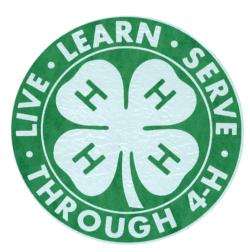 · LIVE · LEARN · SERVE ·
THROUGH 4-H
H H
H H